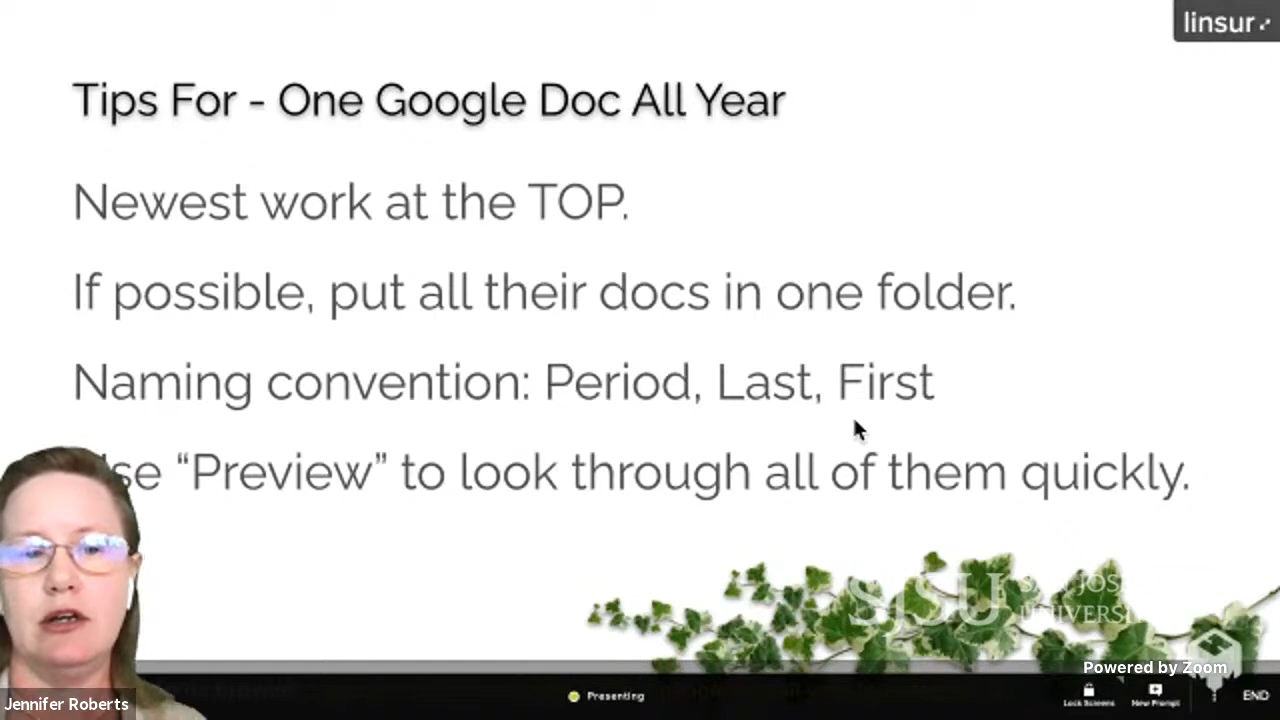 linsur
Tips For - One Google Doc All Year
Newest work at the TOP.
If possible, put all their docs in one folder.
Naming convention: Period, Last, First
Use “Preview” to look through all of them quickly.
SJSU
Powered by Zoom
Jennifer Roberts
Presenting
Lock Screens
New Prompt
END